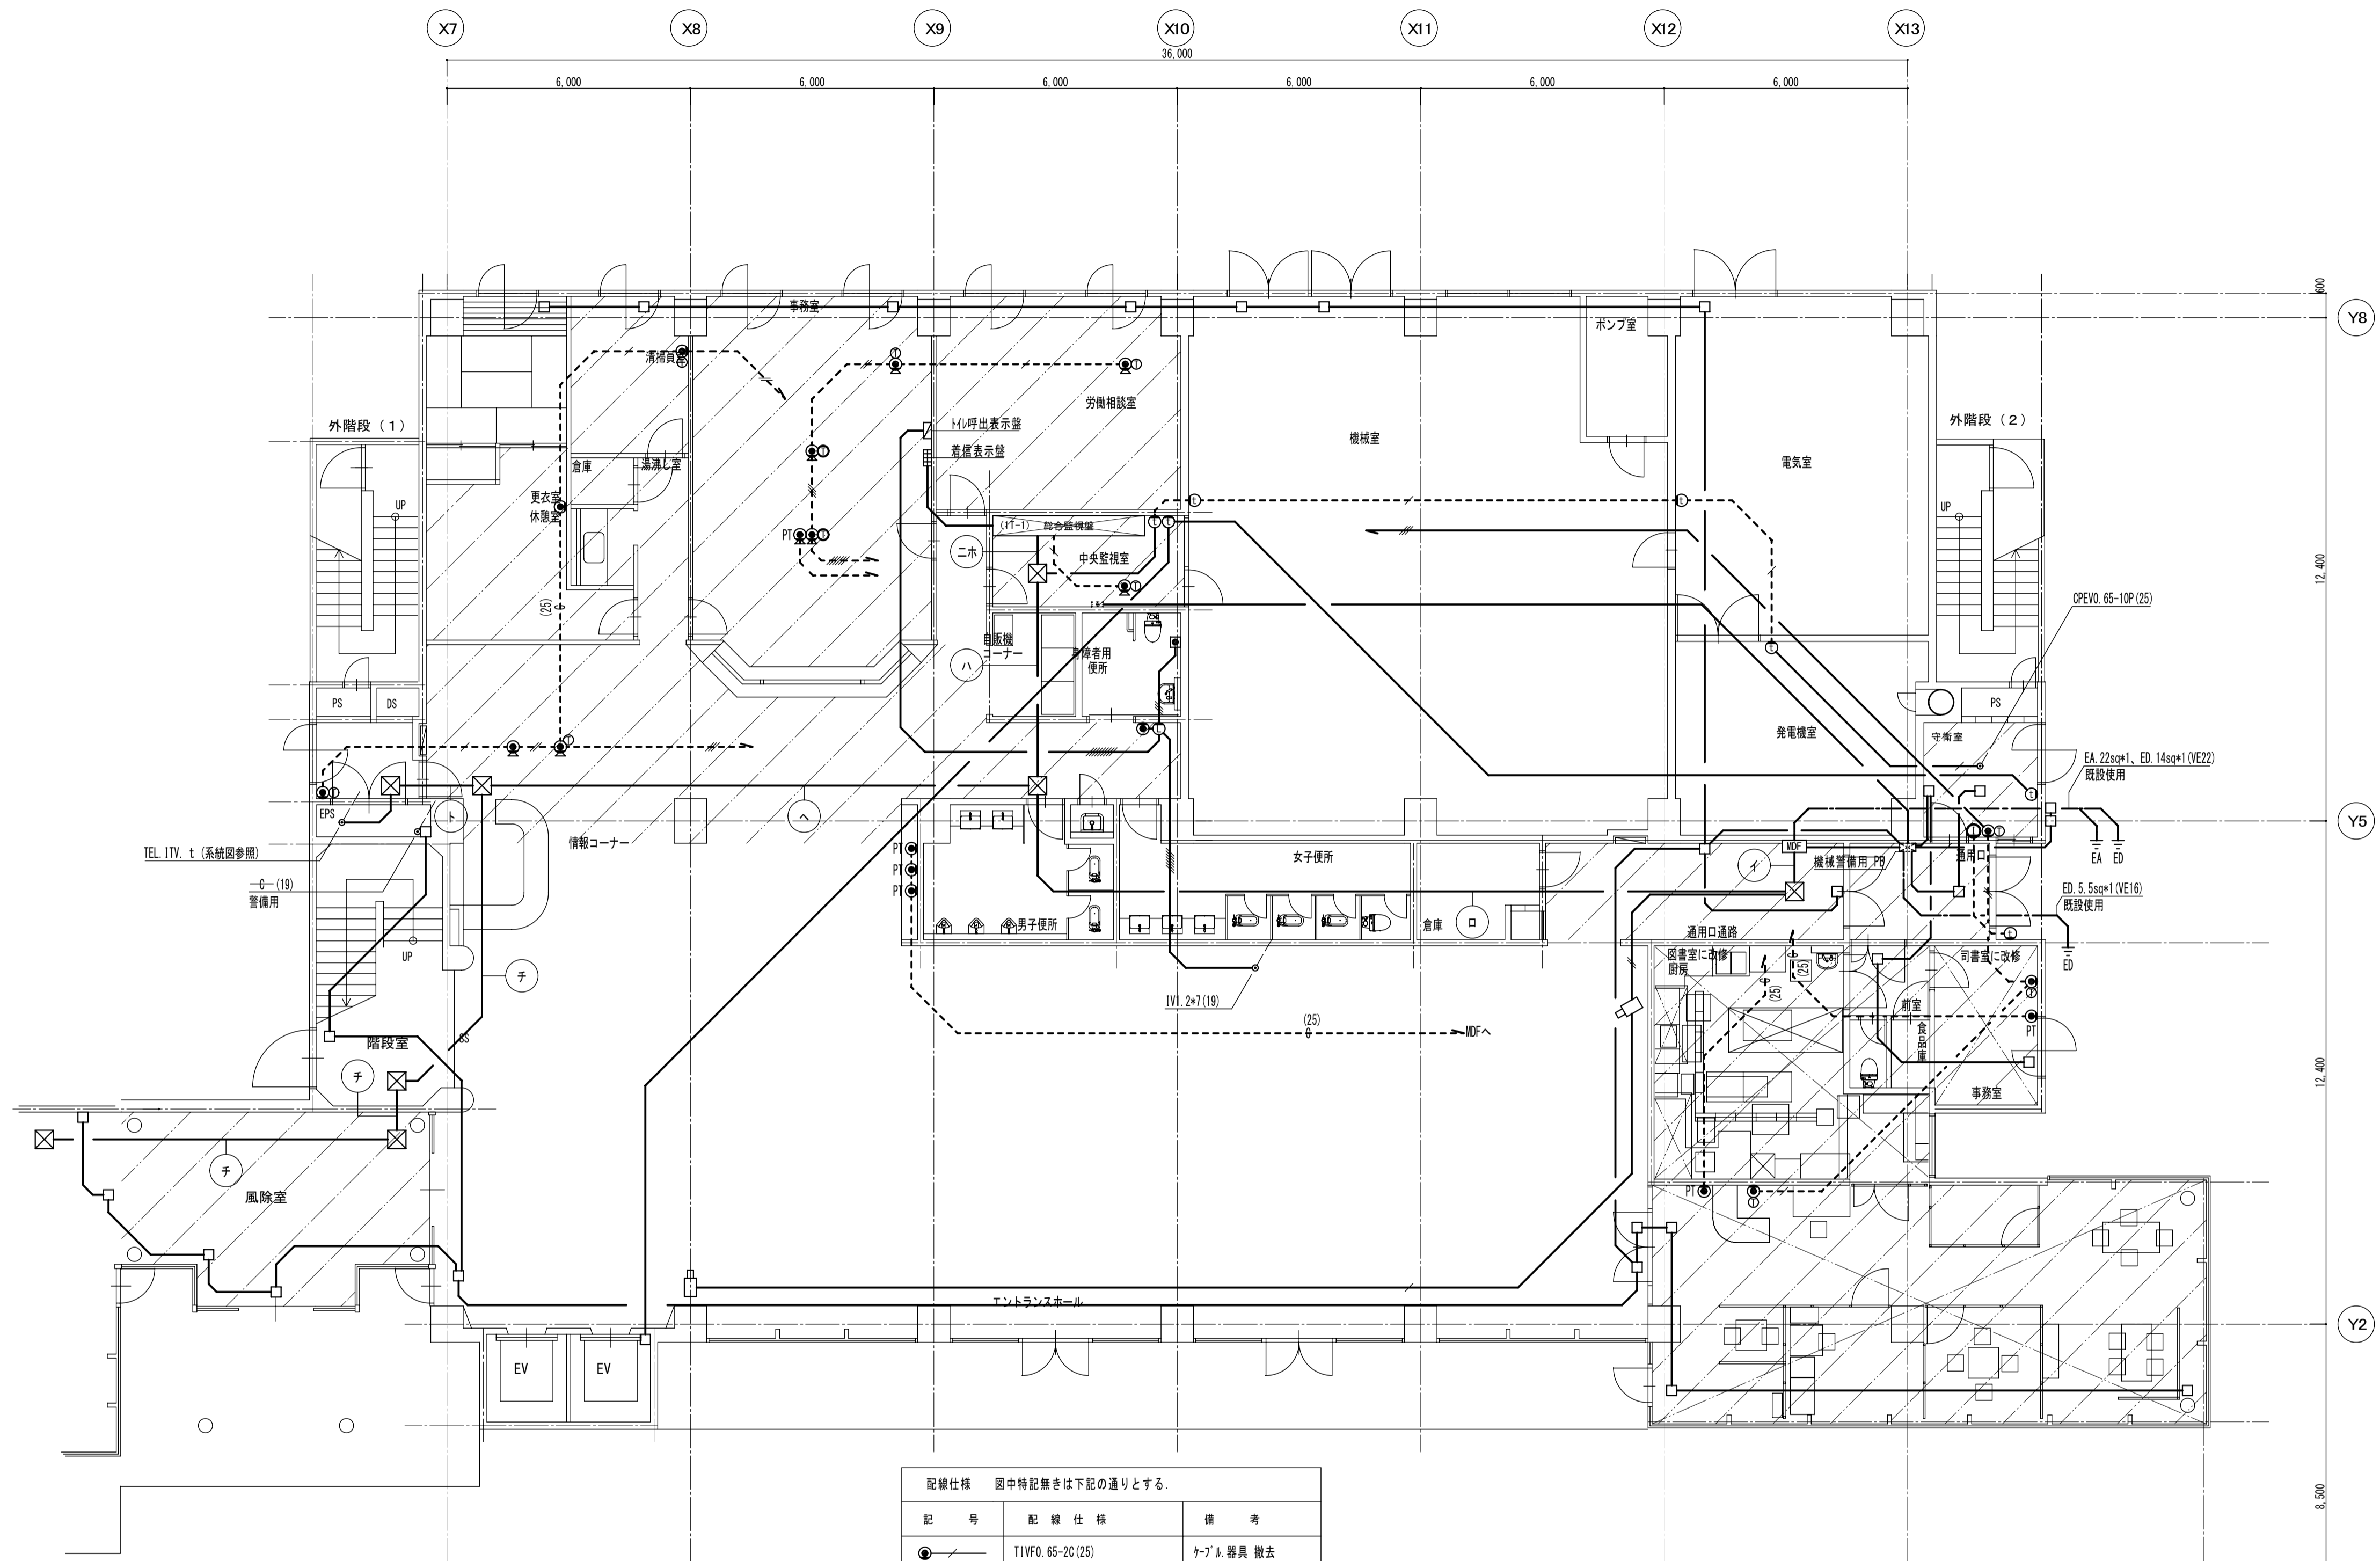 X7 X8 X9 X10 X11 X12 X13
36,000
6,000 6,000 6,000 6,000 6,000 6,000
600
Y8
事務室
ポンプ室
清掃員室
労働相談室
外階段(1)
トイレ呼出表示盤
着信表示盤
機械室
電気室
外階段(2)
倉庫
湯沸し室
更衣室
休憩室
UP
UP
PT
(IT-1) 総合監視盤
ニホ
中央監視室
12,400
CPEV0.65-10P(25)
(25)
自販機
コーナー
ハ
身障者用
便所
PS
DS
PS
発電機室
守衛室
EA.22sq*1、ED.14sq*1(VE22)
既設使用
EPS
ト
ヘ
Y5
情報コーナー
TEL.ITV.t(系統図参照)
C (19)
警備用
PT
PT
PT
女子便所
MDF
イ
機械警備用 PB
通用口
EA
ED
ED.5.5sq*1(VE16)
既設使用
男子便所
倉庫
ロ
通用口通路
UP
図書室に改修
厨房
司書室に改修
ED
チ
IV1.2*7(19)
(25)
(25)
前室
食品庫
(25)
MDFへ
PT
SS
階段室
チ
事務室
12,400
チ
風除室
PT
エントランスホール
Y2
EV
EV
8,500
配線仕様 図中特記無きは下記の通りとする.
記号 配線仕様 備考
TIVF0.65-2C(25) ケーブル.器具 撤去